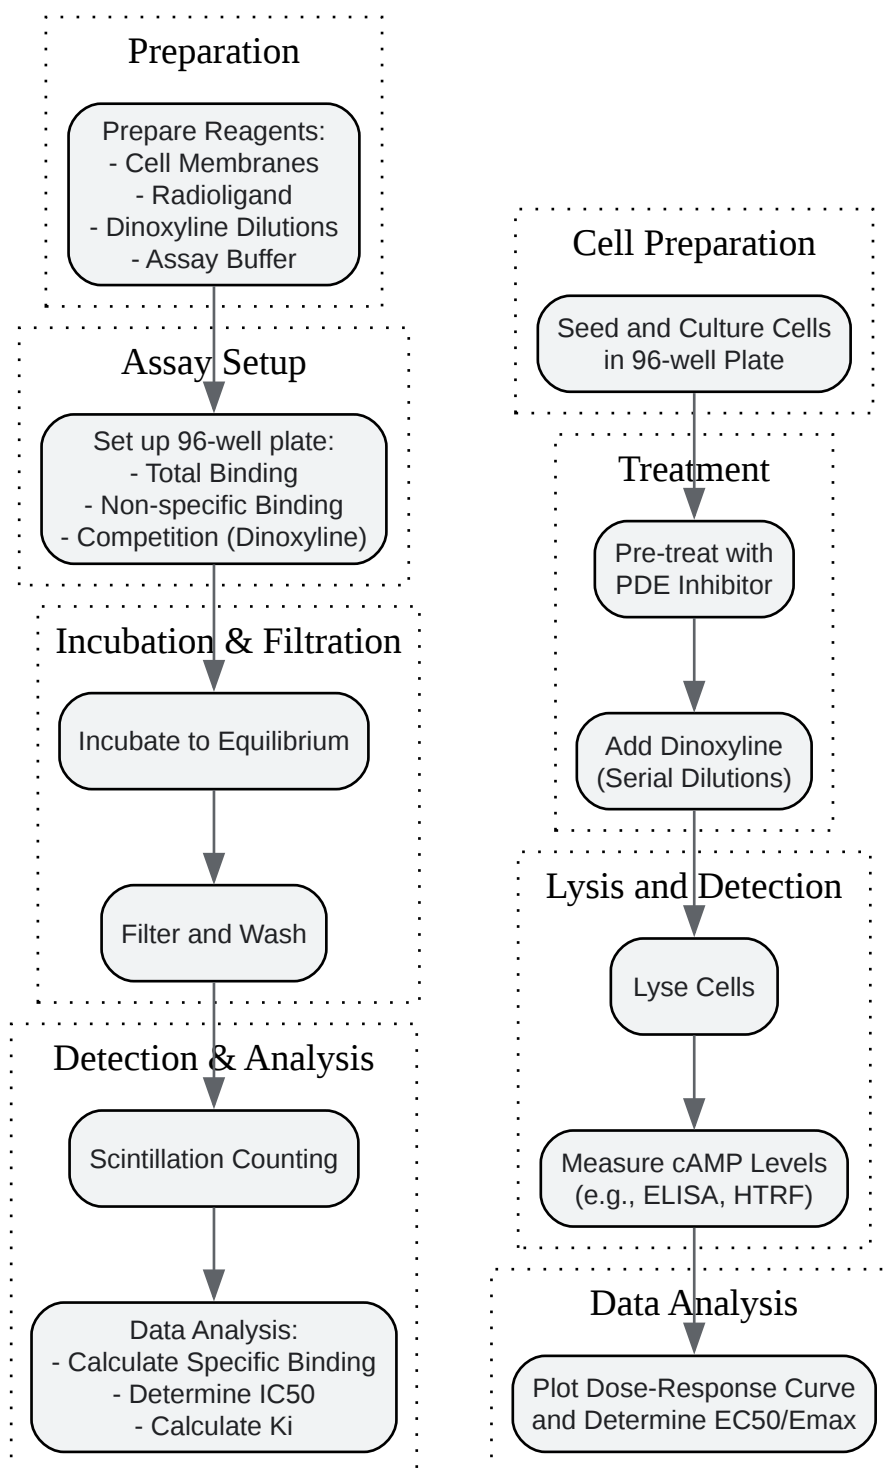 Preparation
Prepare Reagents:
- Cell Membranes
- Radioligand
- Dinoxyline Dilutions
- Assay Buffer
Assay Setup
Set up 96-well plate:
- Total Binding
- Non-specific Binding
- Competition (Dinoxyline)
Incubation & Filtration
Incubate to Equilibrium
Filter and Wash
Detection & Analysis
Scintillation Counting
Data Analysis:
- Calculate Specific Binding
- Determine IC50
- Calculate Ki
Cell Preparation
Seed and Culture Cells
in 96-well Plate
Treatment
Pre-treat with
PDE Inhibitor
Add Dinoxyline
(Serial Dilutions)
Lysis and Detection
Lyse Cells
Measure cAMP Levels
(e.g., ELISA, HTRF)
Data Analysis
Plot Dose-Response Curve
and Determine EC50/Emax